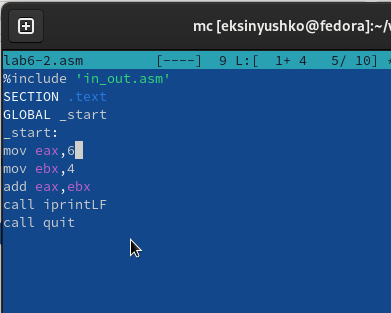 mc [eksinyushko@fedora]:~/
lab6-2.asm [----] 9 L:[ 1+ 4 5/ 10]
%include 'in_out.asm'
SECTION .text
GLOBAL _start
_start:
mov eax,6
mov ebx,4
add eax,ebx
call iprintLF
call quit